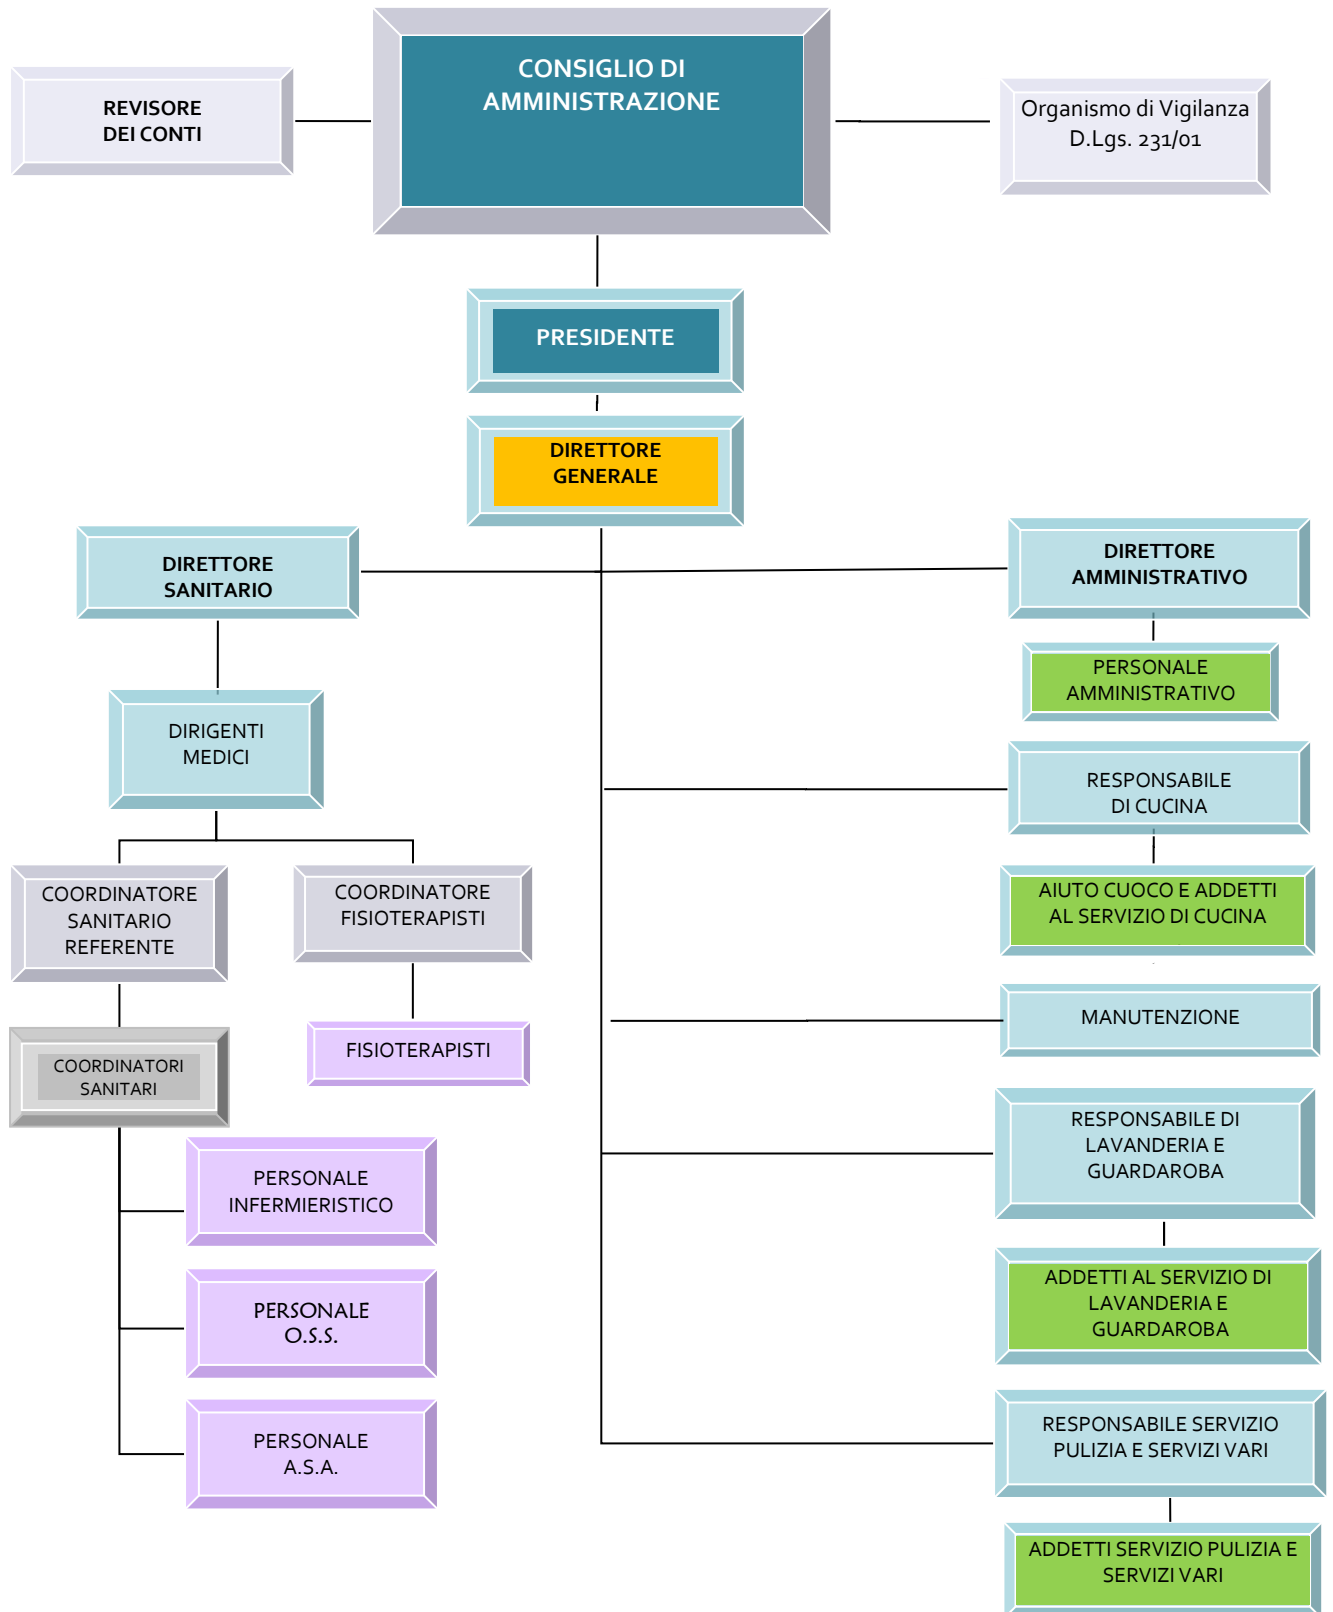 CONSIGLIO DI
AMMINISTRAZIONE
REVISORE
DEI CONTI
Organismo di Vigilanza
D.Lgs. 231/01
PRESIDENTE
DIRETTORE
GENERALE
DIRETTORE
SANITARIO
DIRETTORE
AMMINISTRATIVO
PERSONALE
AMMINISTRATIVO
DIRIGENTI
MEDICI
RESPONSABILE
DI CUCINA
COORDINATORE
SANITARIO
REFERENTE
COORDINATORE
FISIOTERAPISTI
AIUTO CUOCO E ADDETTI
AL SERVIZIO DI CUCINA
MANUTENZIONE
FISIOTERAPISTI
COORDINATORI
SANITARI
RESPONSABILE DI
LAVANDERIA E
GUARDAROBA
PERSONALE
INFERMIERISTICO
ADDETTI AL SERVIZIO DI
LAVANDERIA E
GUARDAROBA
PERSONALE
O.S.S.
RESPONSABILE SERVIZIO
PULIZIA E SERVIZI VARI
PERSONALE
A.S.A.
ADDETTI SERVIZIO PULIZIA E
SERVIZI VARI